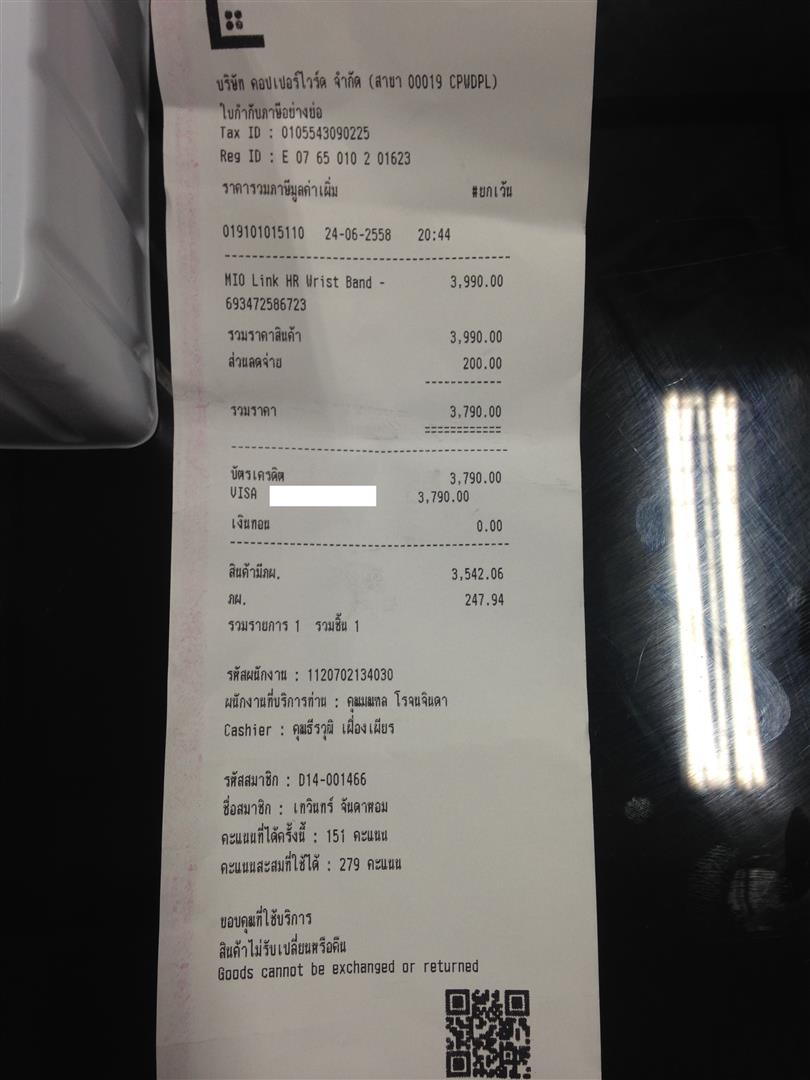 บริษัท คอปเปอร์ไวร์ด จำกัด (สาขา 00019 CPWDPL)
ใบกำกับภาษีอย่างย่อ
Tax ID : 0105543090225
Reg ID : E 07 65 010 2 01623
ราคารวมภาษีมูลค่าเพิ่ม #ยกเว้น
019101015110 24-06-2558 20:44
MIO Link HR Wrist Band - 3,990.00
693472586723
รวมราคาสินค้า 3,990.00
ส่วนลดจ่าย 200.00
รวมราคา 3,790.00
บัตรเครดิต 3,790.00
VISA 3,790.00
เงินทอน 0.00
สินค้ามีภผ. 3,542.06
ภผ. 247.94
รวมรายการ 1 รวมชิ้น 1
รหัสผนักงาน : 1120702134030
ผนักงานที่บริการท่าน : โรจนจินดา
Cashier : คุณธีรวุฒิ เฝื่องเผียร
รหัสสมาชิก : D14-001466
ชื่อสมาชิก : เทวินทร์ จันดาหอม
คะแนนที่ได้ครั้งนี้ : 151 คะแนน
คะแนนสะสมที่ใช้ได้ : 279 คะแนน
ขอบคุณที่ใช้บริการ
สินค้าไม่รับเปลี่ยนหรือคืน
Goods cannot be exchanged or returned